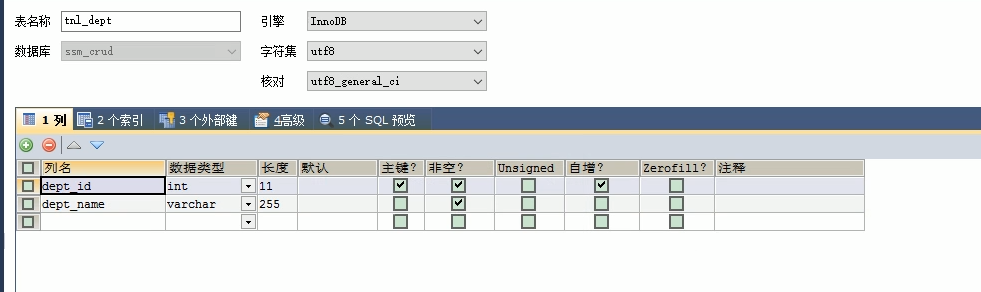 表名称 tnl_dept 引擎 InnoDB
数据库 ssm_crud 字符集 utf8
核对 utf8_general_ci
1 列 2 个索引 3 个外部键 4高级 5 个 SQL 预览
列名 数据类型 长度 默认 主键? 非空? Unsigned 自增? Zerofill? 注释
dept_id int 11
dept_name varchar 255